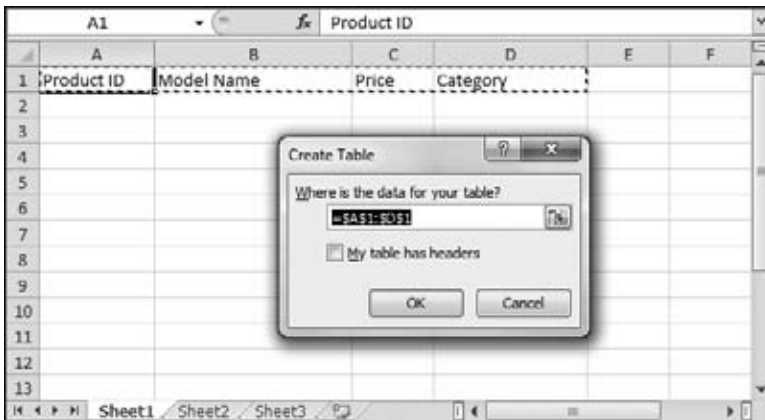 A1 fx Product ID
A B C D E F
1 Product ID Model Name Price Category
2
3
4
5
6
7
8
9
10
11
12
13
Create Table
?
Where is the data for your table?
=$A$1:$D$1
My table has headers
OK Cancel
Sheet1 Sheet2 Sheet3